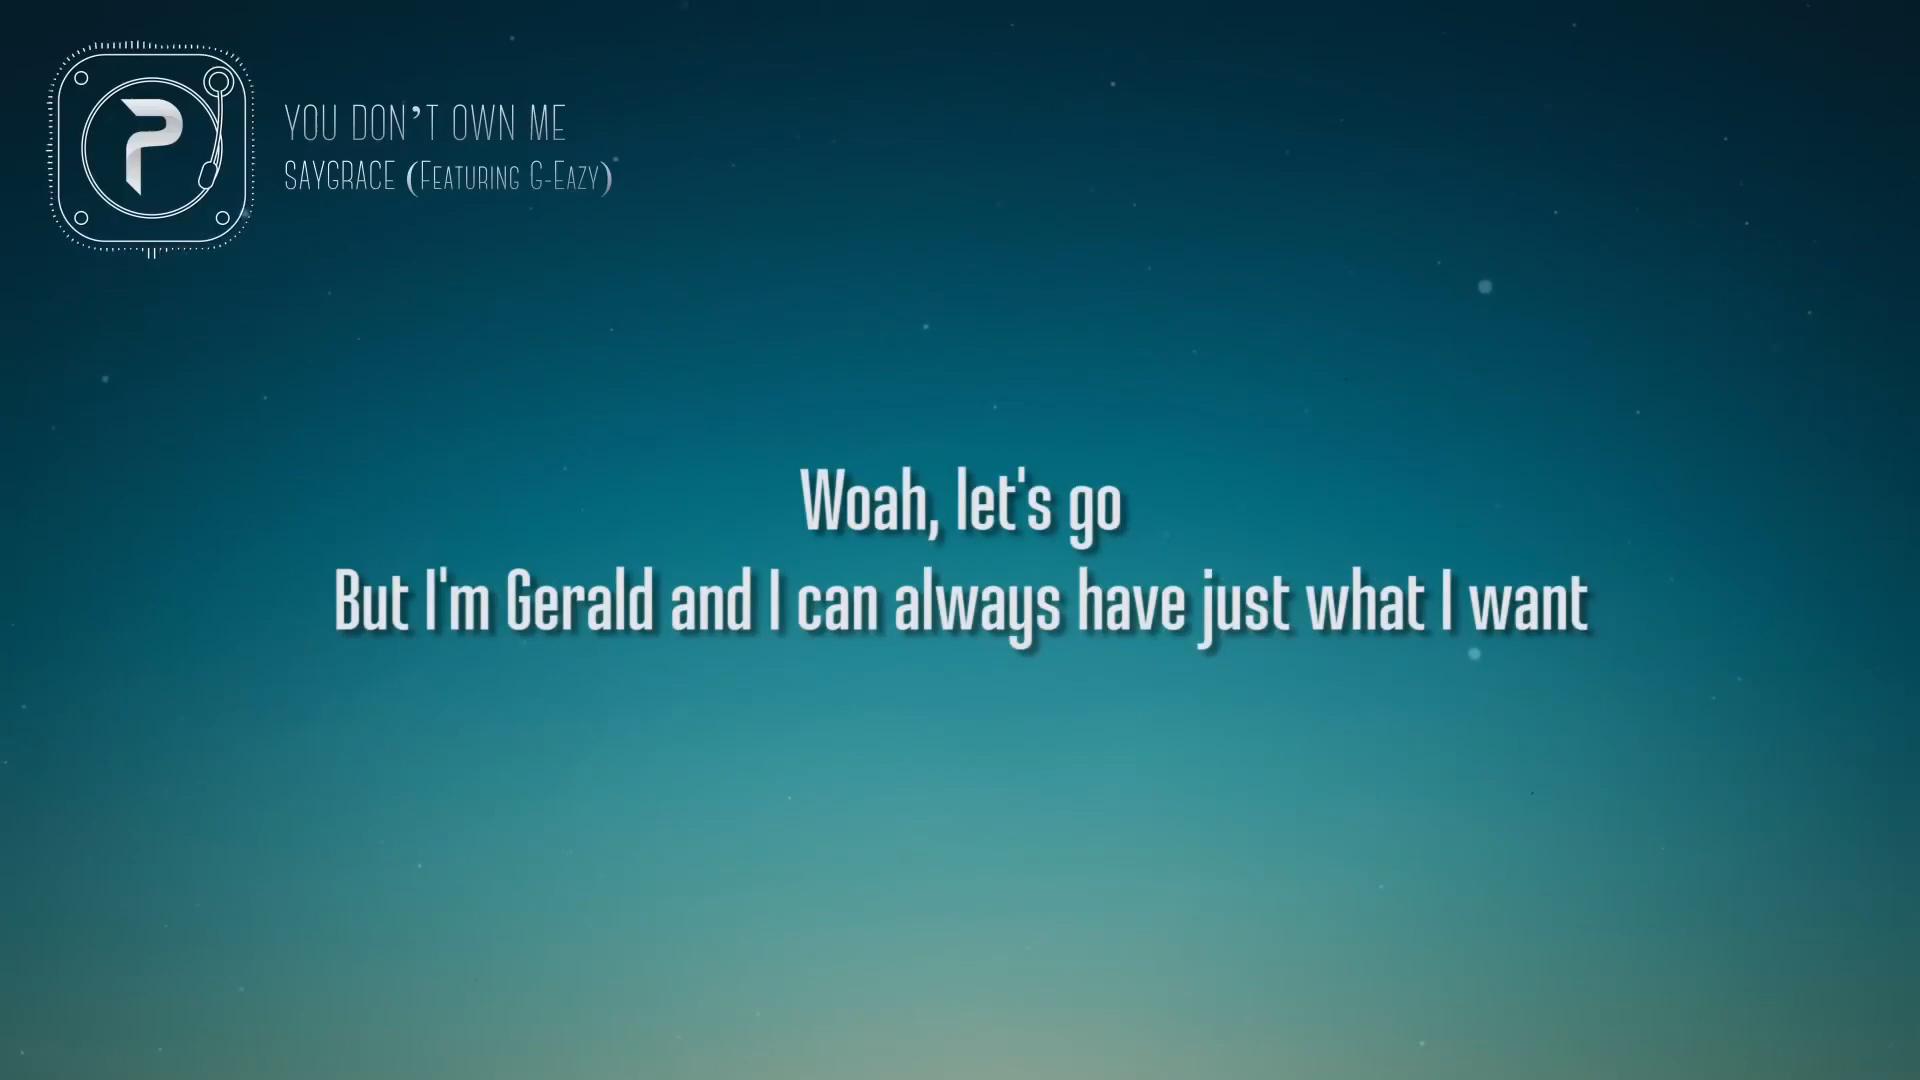 YOU DON’T OWN ME
SAYGRACE (Featuring G-Eazy)
Woah, let's go
But I'm Gerald and I can always have just what I want